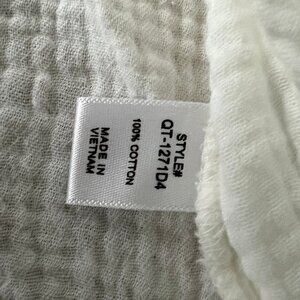 STYLE#
QT-1271D4
100% COTTON
MADE IN
VIETNAM